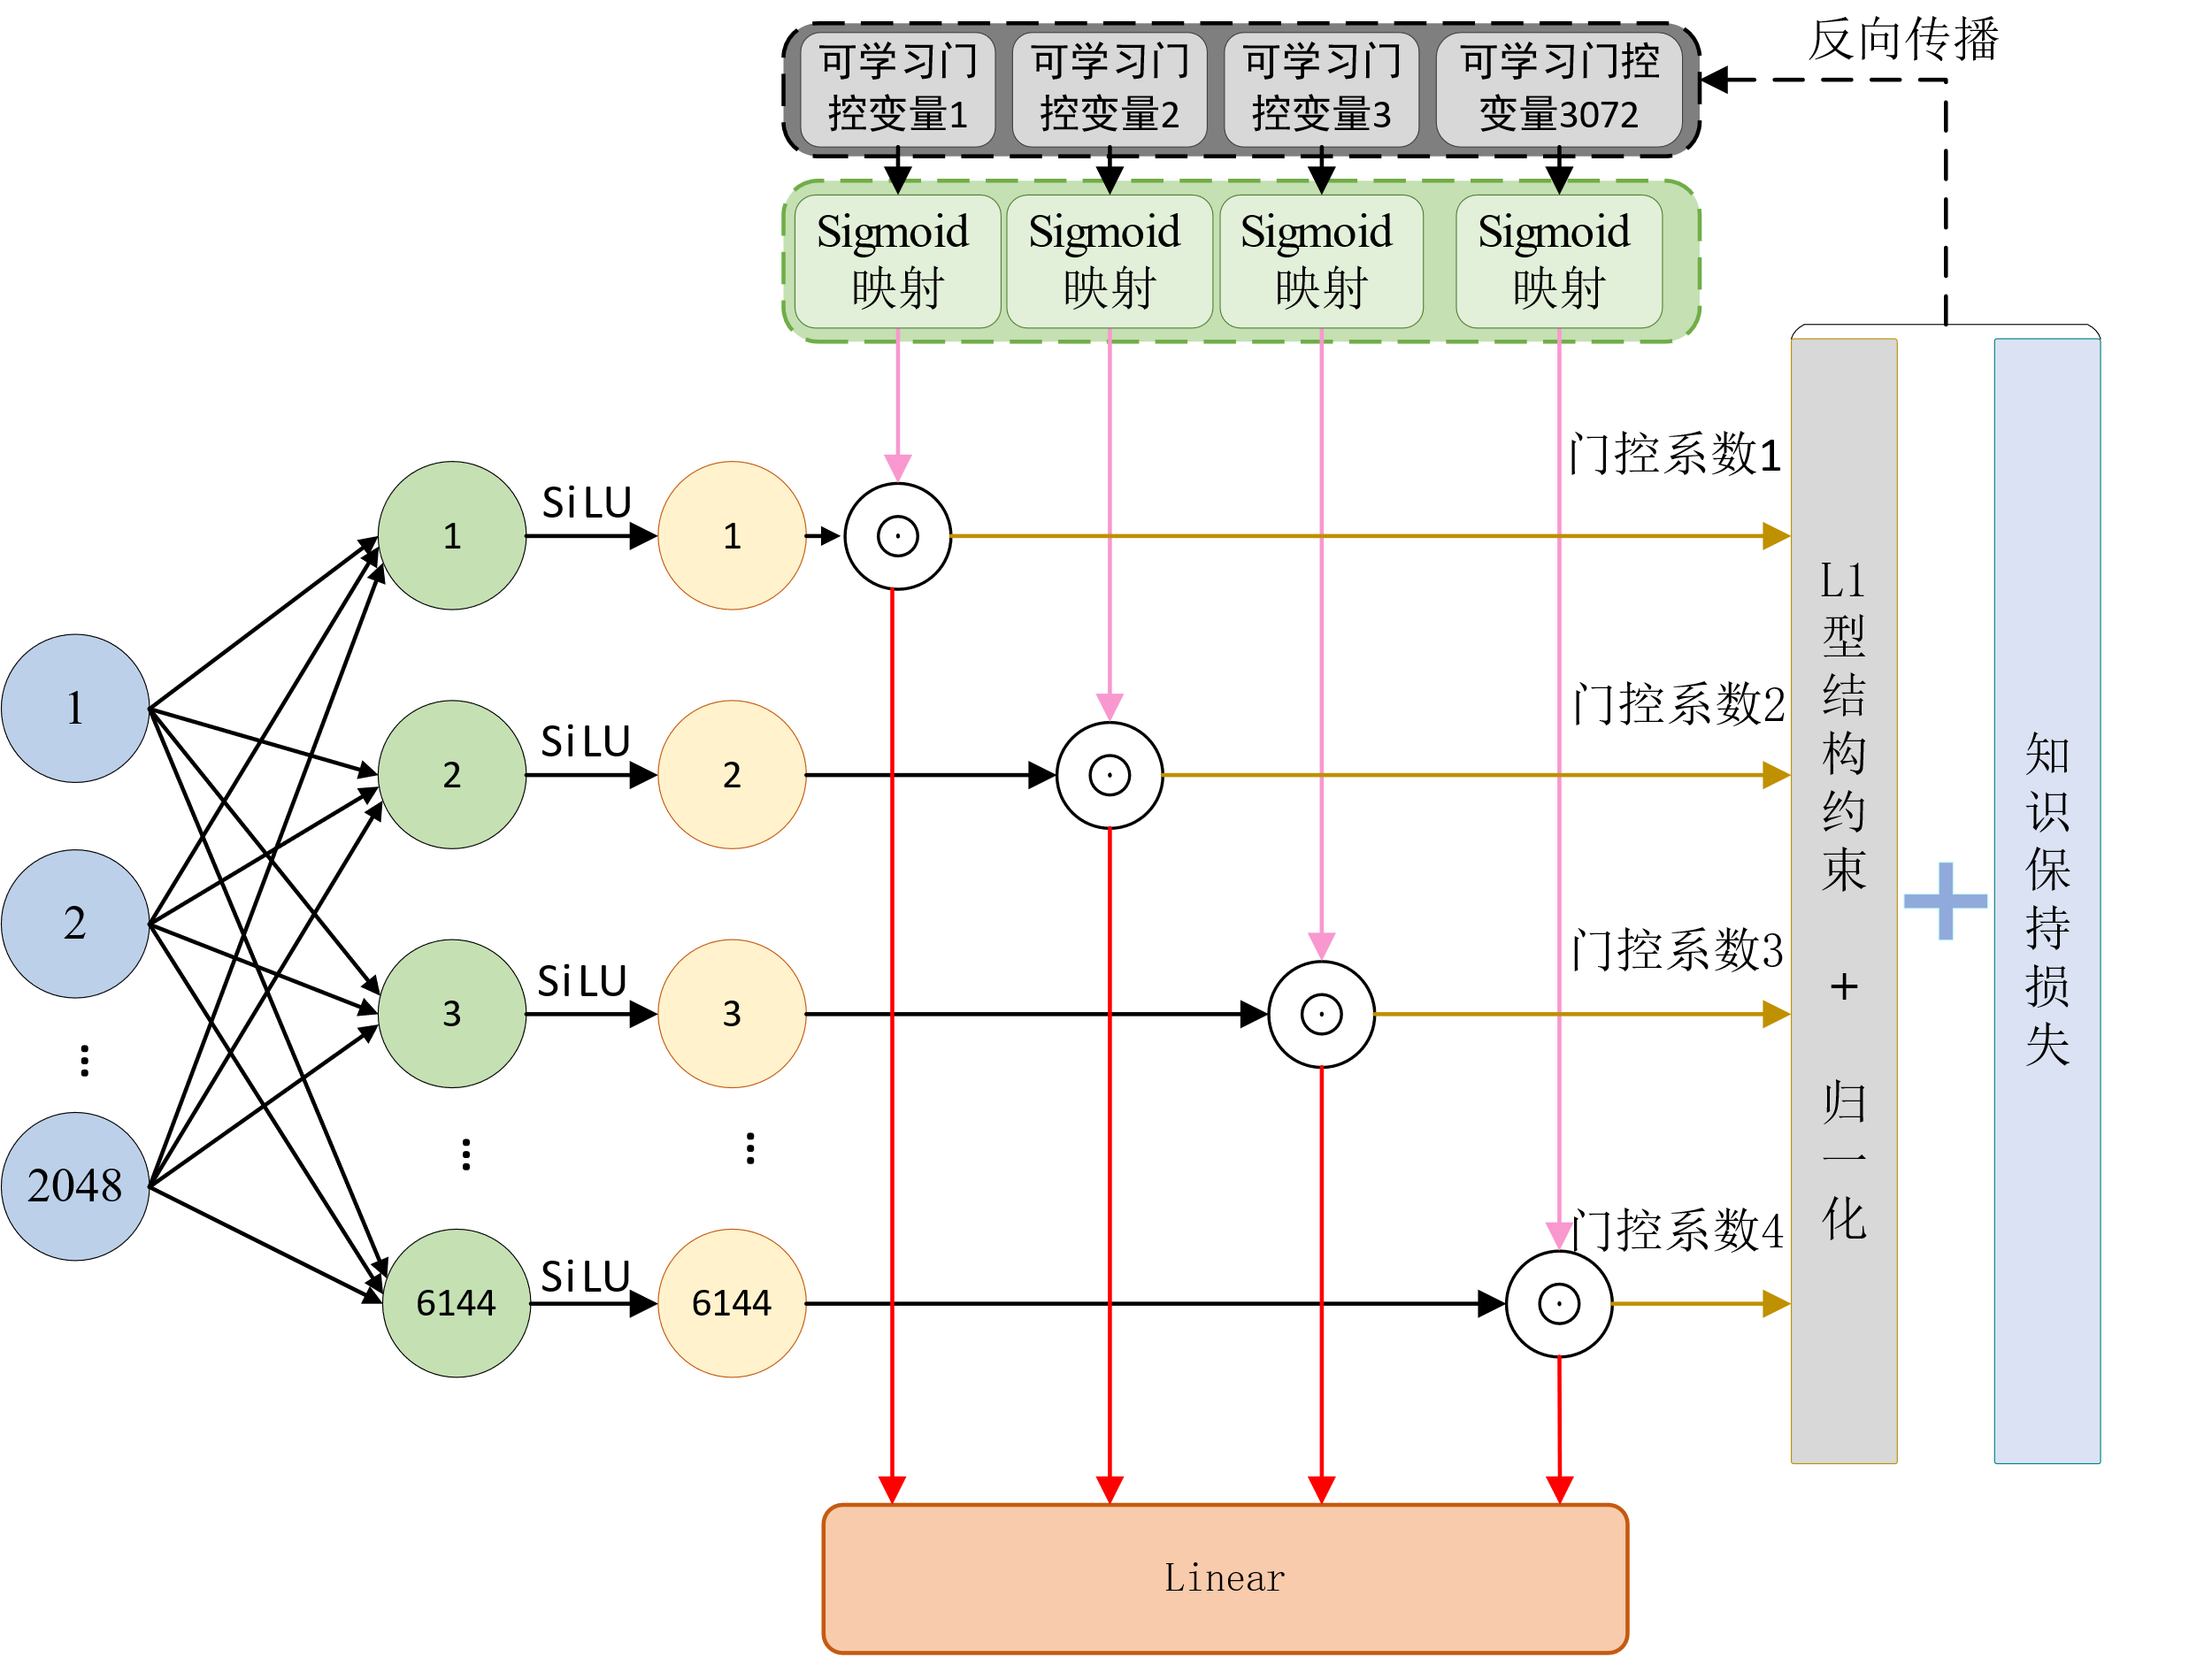 反向传播
可学习门
控变量1
可学习门
控变量2
可学习门
控变量3
可学习门控
变量3072
Sigmoid
映射
Sigmoid
映射
Sigmoid
映射
Sigmoid
映射
门控系数1
1
SiLU
1
1
2
SiLU
2
门控系数2
2
3
SiLU
3
门控系数3
...
...
...
2048
6144
SiLU
6144
门控系数4
L1型结构约束 + 归一化
知识保持损失
Linear